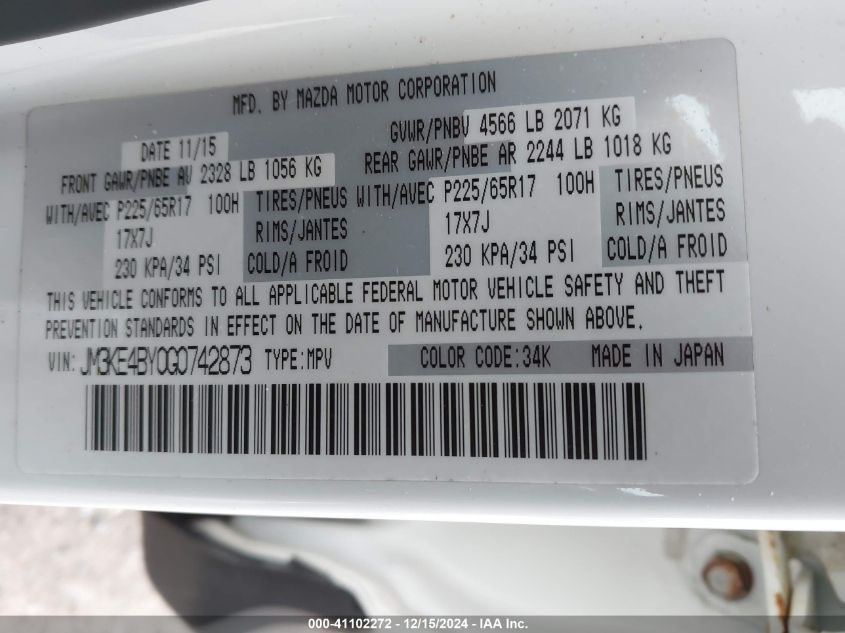 MFD. BY MAZDA MOTOR CORPORATION
DATE 11/15 GVWR/PNBV 4566 LB 2071 KG
FRONT GAWR/PNBE AV 2328 LB 1056 KG REAR GAWR/PNBE AR 2244 LB 1018 KG
WITH/AVEC P225/65R17 100H TIRES/PNEUS WITH/AVEC P225/65R17 100H TIRES/PNEUS
17X7J RIMS/JANTES 17X7J RIMS/JANTES
230 KPA/34 PSI COLD/A FROID 230 KPA/34 PSI COLD/A FROID
THIS VEHICLE CONFORMS TO ALL APPLICABLE FEDERAL MOTOR VEHICLE SAFETY AND THEFT
PREVENTION STANDARDS IN EFFECT ON THE DATE OF MANUFACTURE SHOWN ABOVE.
VIN: JM3KE4BY0G0742873 TYPE:MPV COLOR CODE:34K MADE IN JAPAN
000-41102272 - 12/15/2024 - IAA Inc.